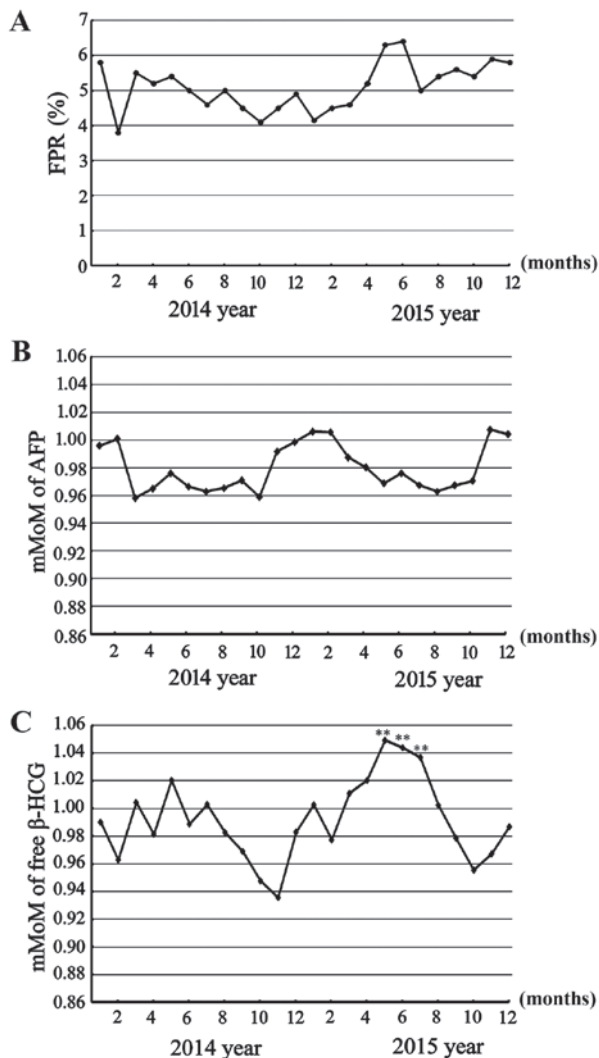 A
7
6
5
4
3
2
1
0
FPR (%)
2 4 6 8 10 12 2 4 6 8 10 12
(months)
2014 year 2015 year
B
1.06
1.04
1.02
1.00
0.98
0.96
0.94
0.92
0.90
0.88
0.86
mMoM of AFP
2 4 6 8 10 12 2 4 6 8 10 12
(months)
2014 year 2015 year
C
1.06
1.04
1.02
1.00
0.98
0.96
0.94
0.92
0.90
0.88
0.86
mMoM of free β-HCG
** ** **
2 4 6 8 10 12 2 4 6 8 10 12
(months)
2014 year 2015 year